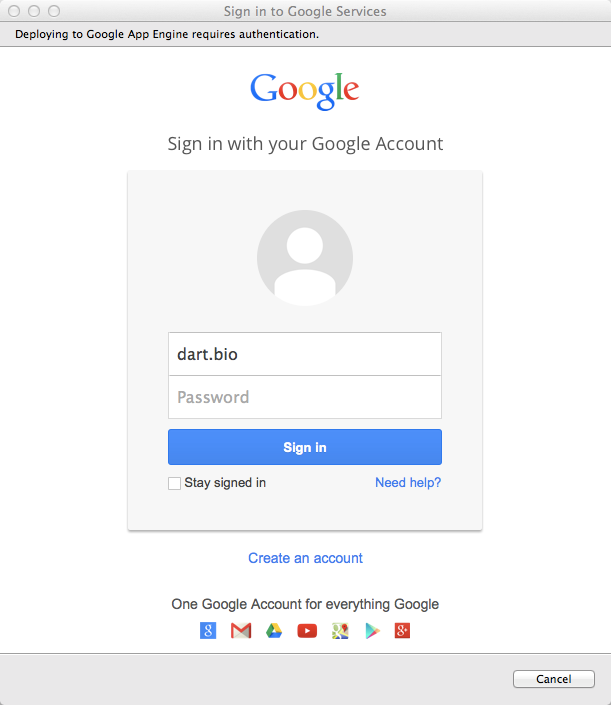 Sign in to Google Services
Deploying to Google App Engine requires authentication.
Google
Sign in with your Google Account
dart.bio
Password
Sign in
Stay signed in
Need help?
Create an account
One Google Account for everything Google
Cancel